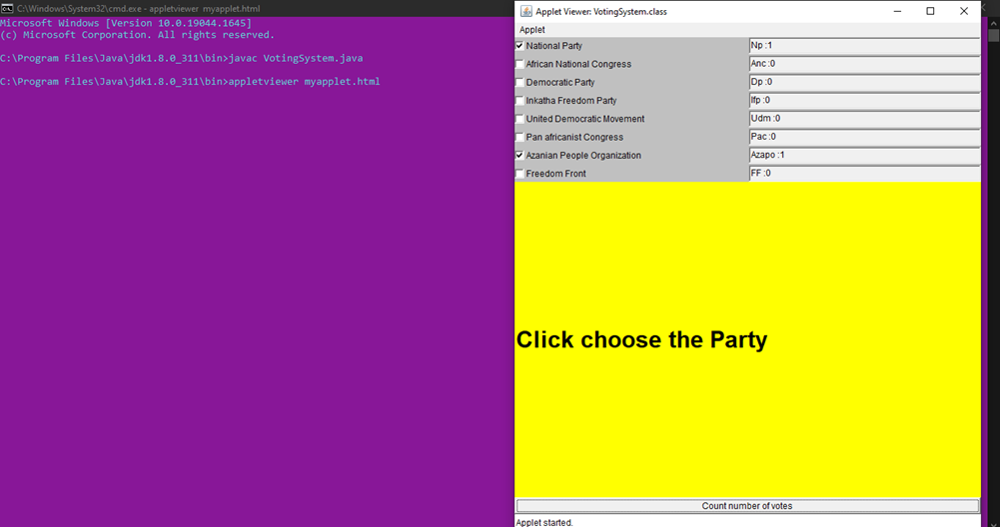 C:\Windows\System32\cmd.exe - appletviewer myapplet.html
Microsoft Windows [Version 10.0.19044.1645]
(c) Microsoft Corporation. All rights reserved.
C:\Program Files\Java\jdk1.8.0_311\bin>javac VotingSystem.java
C:\Program Files\Java\jdk1.8.0_311\bin>appletviewer myapplet.html
Applet Viewer: VotingSystem.class
Applet
National Party Np :1
African National Congress Anc :0
Democratic Party Dp :0
Inkatha Freedom Party Ifp :0
United Democratic Movement Udm :0
Pan africanist Congress Pac :0
Azanian People Organization Azapo :1
Freedom Front FF :0
Click choose the Party
Count number of votes
Applet started.